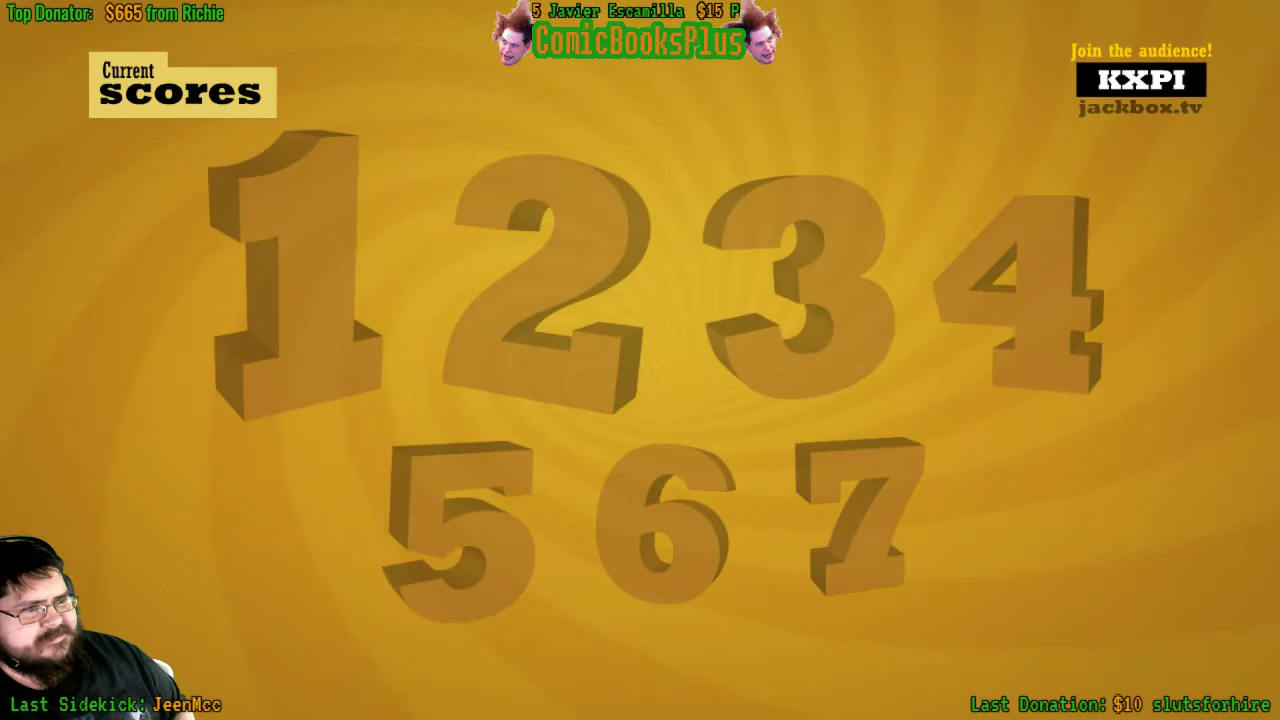 Top Donator: $665 from Richie
5 Javier Escamilla $15 P
ComicBooksPlus
Current
scores
Join the audience!
KXPI
jackbox.tv
1 2 3 4
5 6 7
Last Sidekick: JeenMcc
Last Donation: $10 slutsforhire